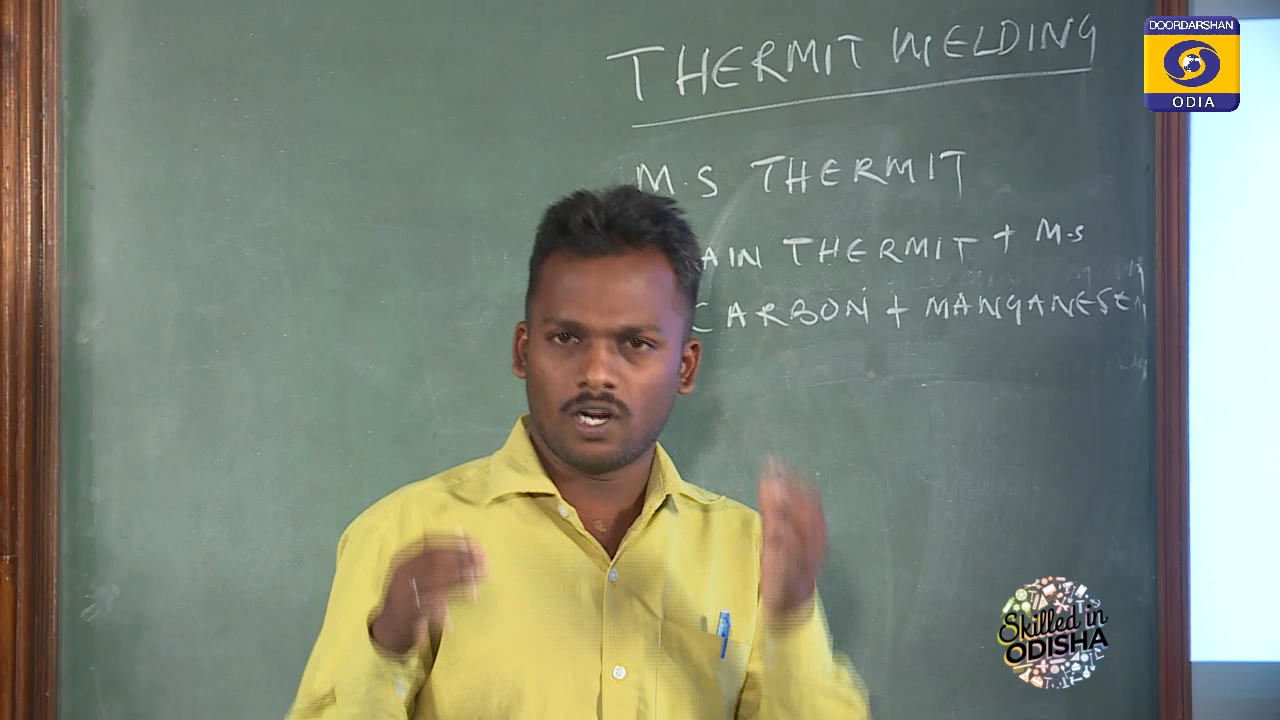 THERMIT WELDING
DOORDARSHAN
ODIA
M.S THERMIT
AIN THERMIT + M.S
CARBON + MANGANESE
Skilled in
ODISHA